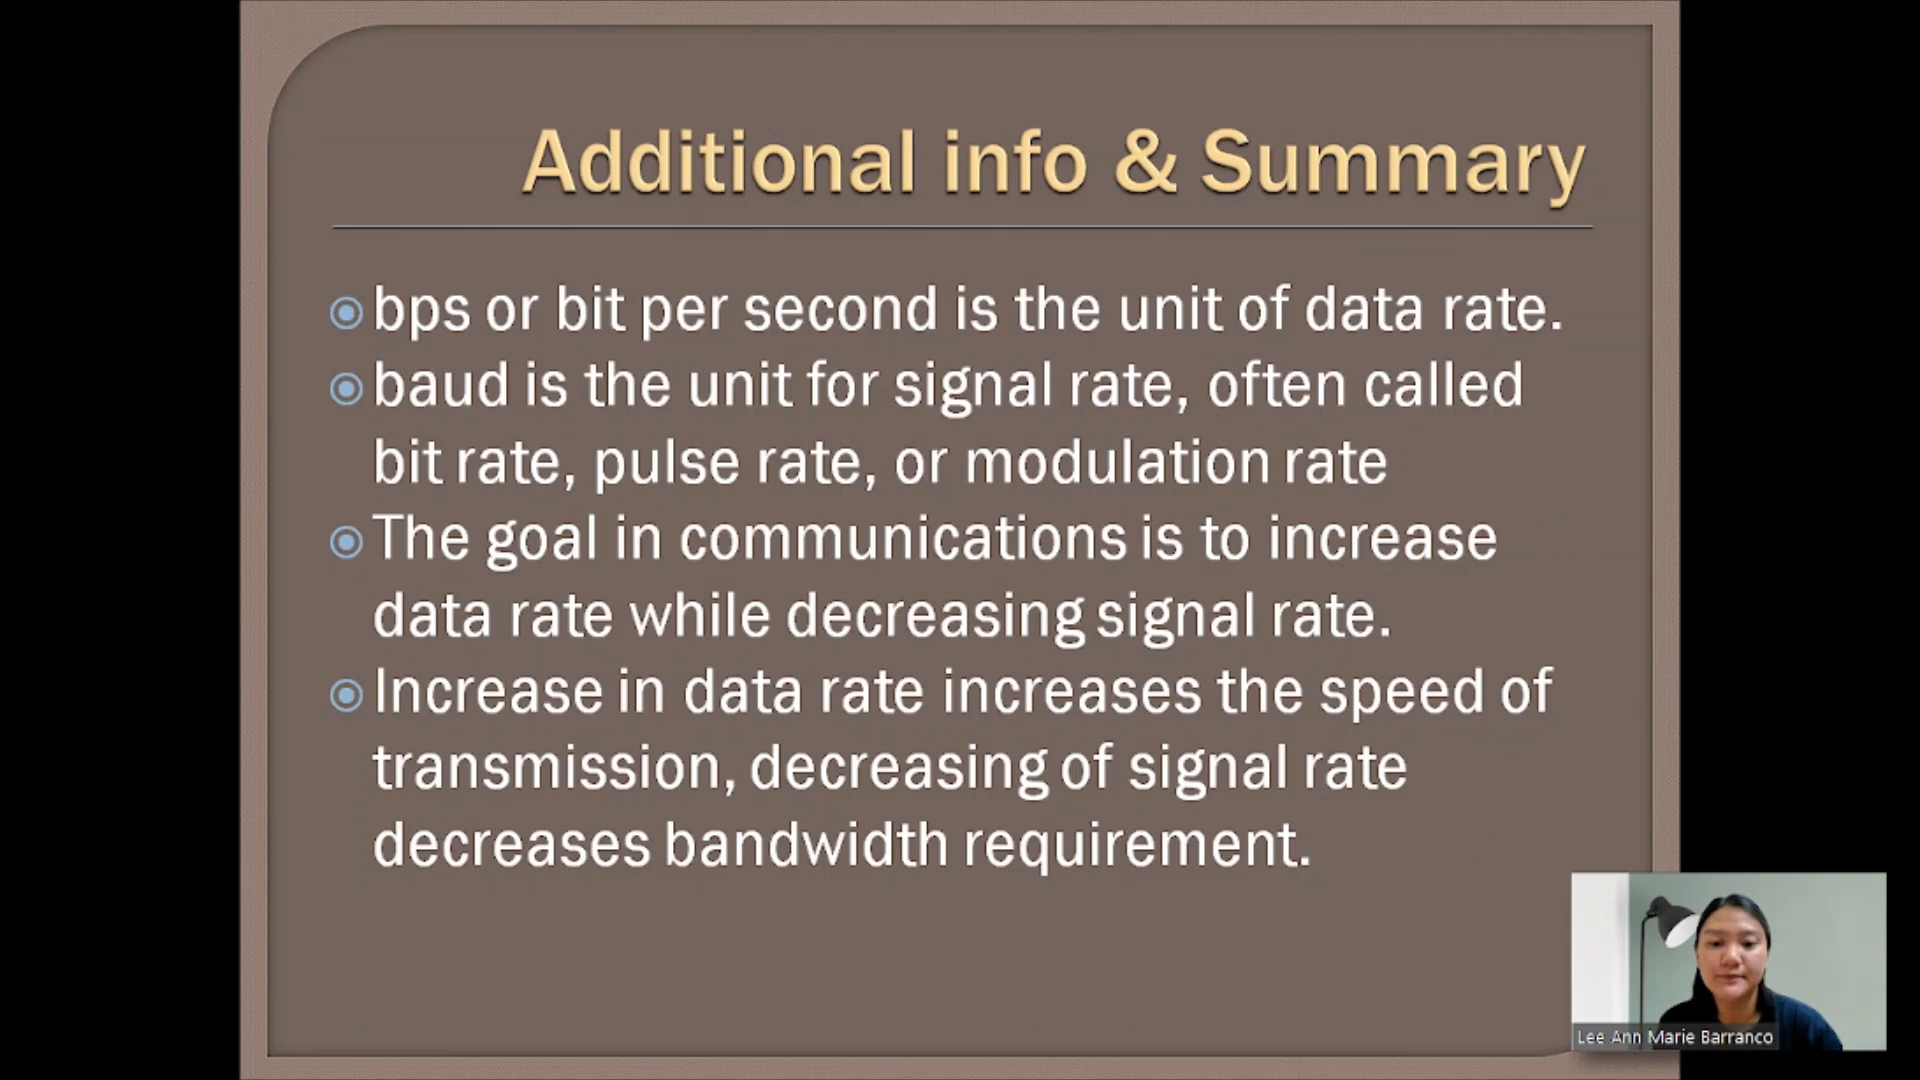 Additional info & Summary
bps or bit per second is the unit of data rate.
baud is the unit for signal rate, often called
bit rate, pulse rate, or modulation rate
The goal in communications is to increase
data rate while decreasing signal rate.
Increase in data rate increases the speed of
transmission, decreasing of signal rate
decreases bandwidth requirement.
Lee Ann Marie Barranco